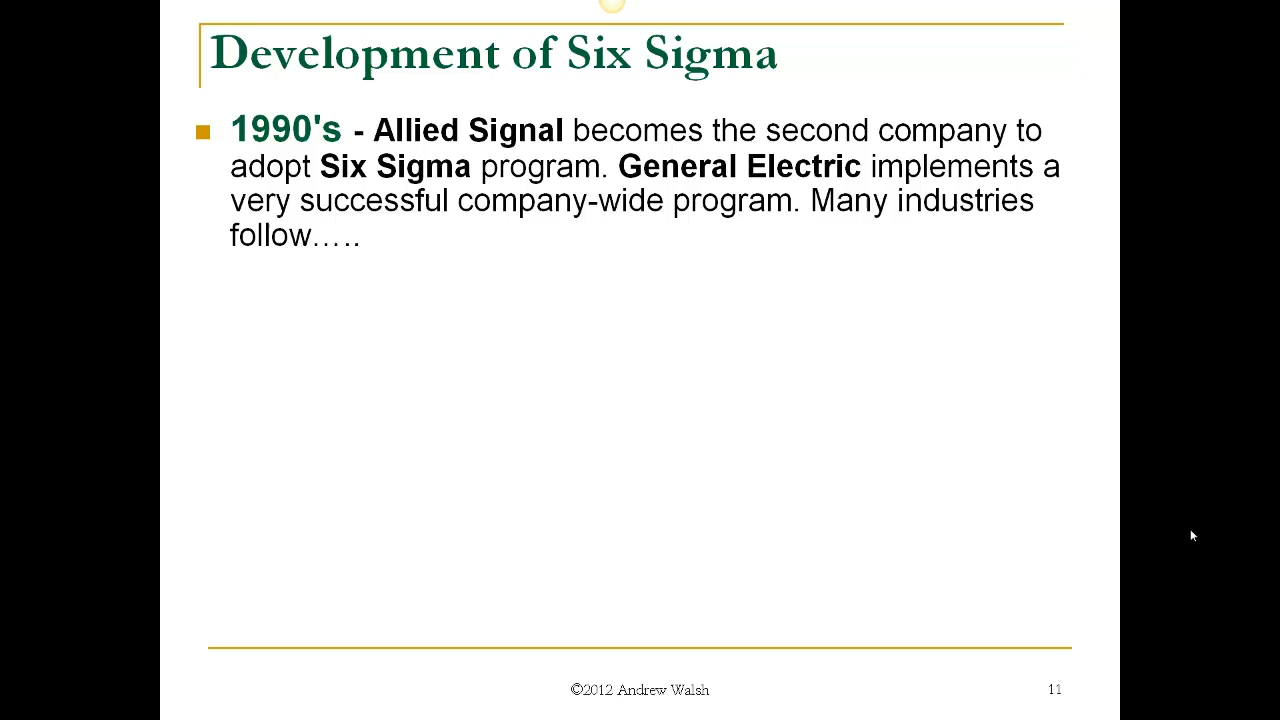 Development of Six Sigma
1990's - Allied Signal becomes the second company to
adopt Six Sigma program. General Electric implements a
very successful company-wide program. Many industries
follow…..
©2012 Andrew Walsh
11